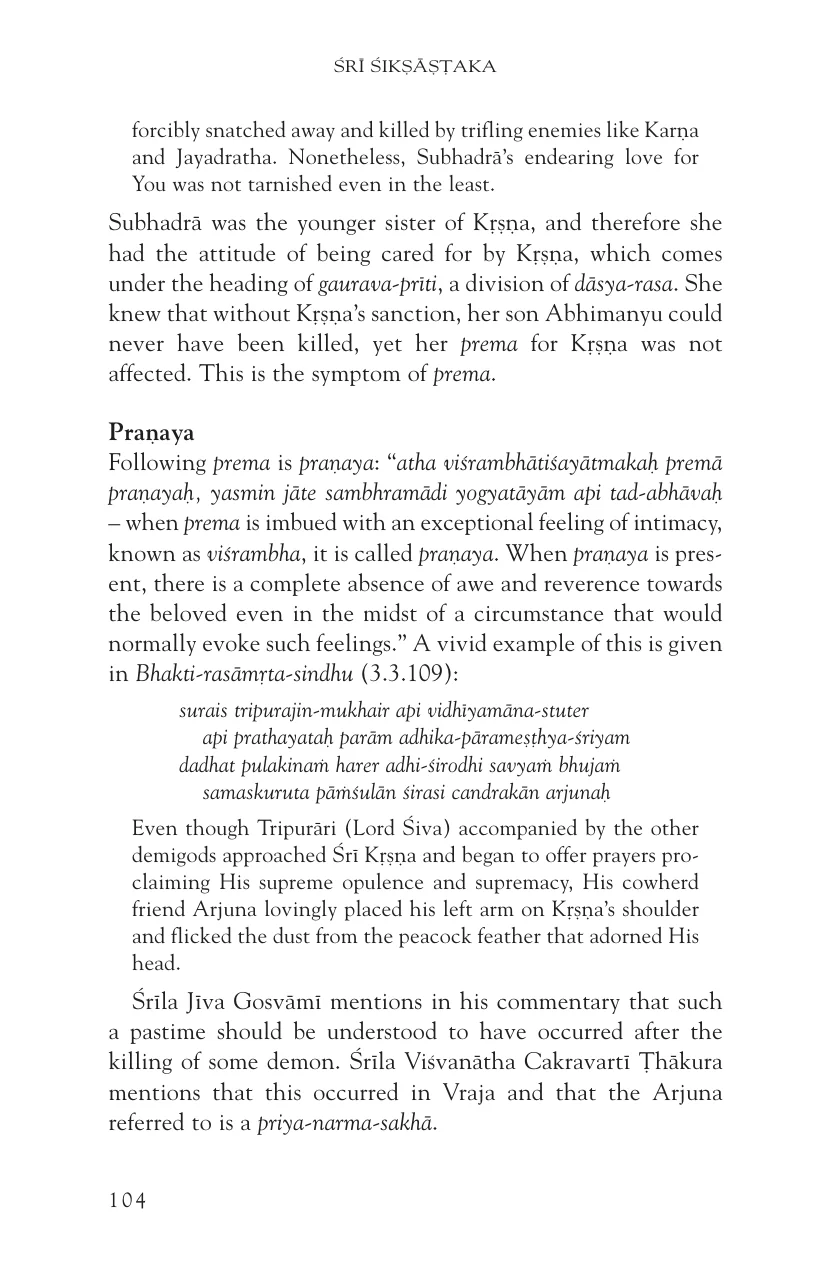 ŚRĪ ŚIKṢĀṢṬAKA
forcibly snatched away and killed by trifling enemies like Karṇa
and Jayadratha. Nonetheless, Subhadrā’s endearing love for
You was not tarnished even in the least.
Subhadrā was the younger sister of Kṛṣṇa, and therefore she
had the attitude of being cared for by Kṛṣṇa, which comes
under the heading of gaurava-prīti, a division of dāsya-rasa. She
knew that without Kṛṣṇa’s sanction, her son Abhimanyu could
never have been killed, yet her prema for Kṛṣṇa was not
affected. This is the symptom of prema.
Praṇaya
Following prema is praṇaya: “atha viśrambhātiśayātmakaḥ premā
praṇayaḥ, yasmin jāte sambhramādi yogyatāyām api tad-abhāvaḥ
– when prema is imbued with an exceptional feeling of intimacy,
known as viśrambha, it is called praṇaya. When praṇaya is pres-
ent, there is a complete absence of awe and reverence towards
the beloved even in the midst of a circumstance that would
normally evoke such feelings.” A vivid example of this is given
in Bhakti-rasāmṛta-sindhu (3.3.109):
surais tripurajin-mukhair api vidhīyamāna-stuter
api prathayataḥ parām adhika-pārameṣṭhya-śriyam
dadhat pulakinaṁ harer adhi-śirodhi savyaṁ bhujaṁ
samaskuruta pāṁśulān śirasi candrakān arjunaḥ
Even though Tripurāri (Lord Śiva) accompanied by the other
demigods approached Śrī Kṛṣṇa and began to offer prayers pro-
claiming His supreme opulence and supremacy, His cowherd
friend Arjuna lovingly placed his left arm on Kṛṣṇa’s shoulder
and flicked the dust from the peacock feather that adorned His
head.
Śrīla Jīva Gosvāmī mentions in his commentary that such
a pastime should be understood to have occurred after the
killing of some demon. Śrīla Viśvanātha Cakravartī Ṭhākura
mentions that this occurred in Vraja and that the Arjuna
referred to is a priya-narma-sakhā.
104